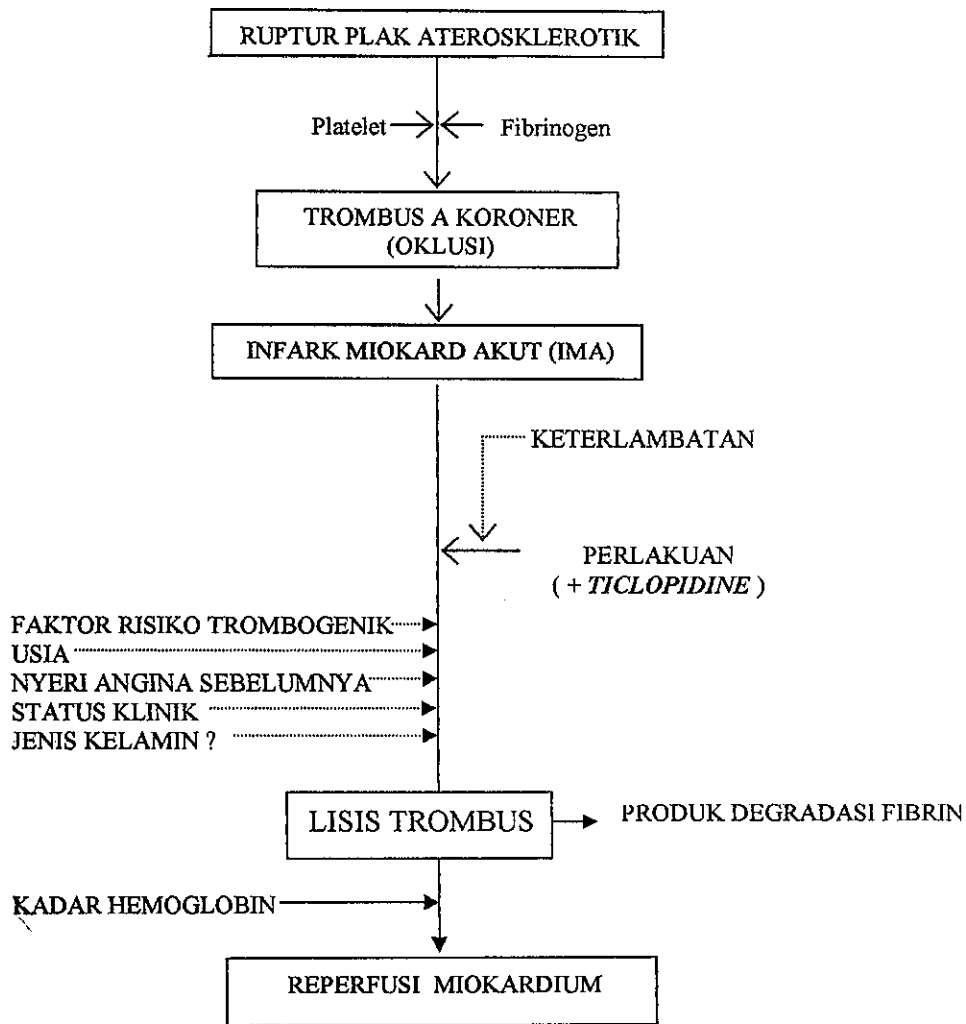 RUPTUR PLAK ATEROSKLEROTIK
Platelet
Fibrinogen
TROMBUS A KORONER
(OKLUSI)
INFARK MIOKARD AKUT (IMA)
KETERLAMBATAN
PERLAKUAN
( + TICLOPIDINE )
FAKTOR RISIKO TROMBOGENIK
USIA
NYERI ANGINA SEBELUMNYA
STATUS KLINIK
JENIS KELAMIN ?
LISIS TROMBUS
PRODUK DEGRADASI FIBRIN
KADAR HEMOGLOBIN
REPERFUSI MIOKARDIUM